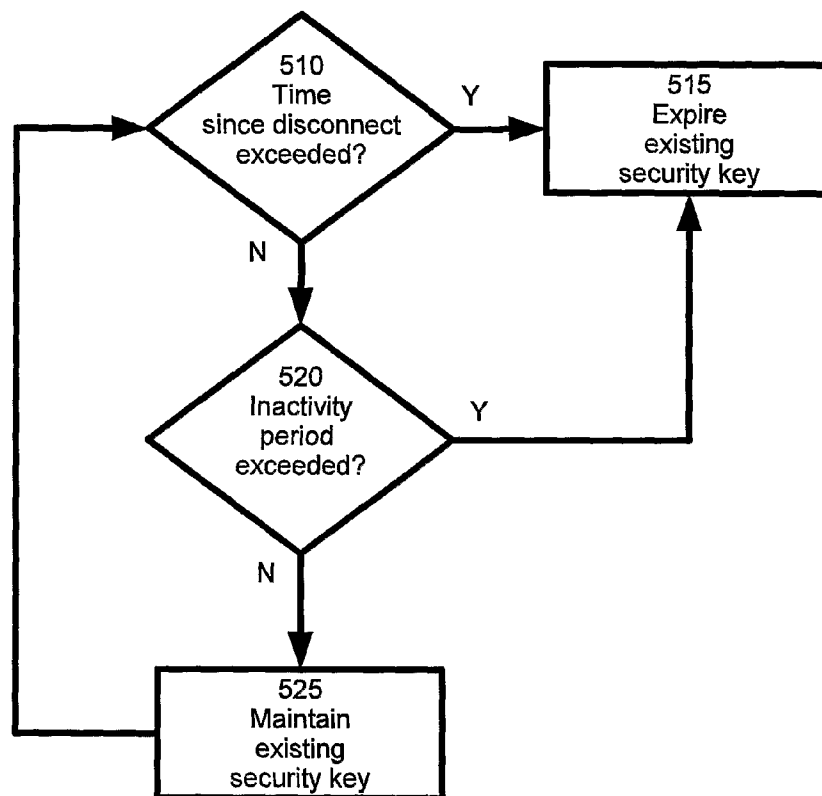 510
Time
since disconnect
exceeded?
Y
515
Expire
existing
security key
N
520
Inactivity
period
exceeded?
Y
N
525
Maintain
existing
security key